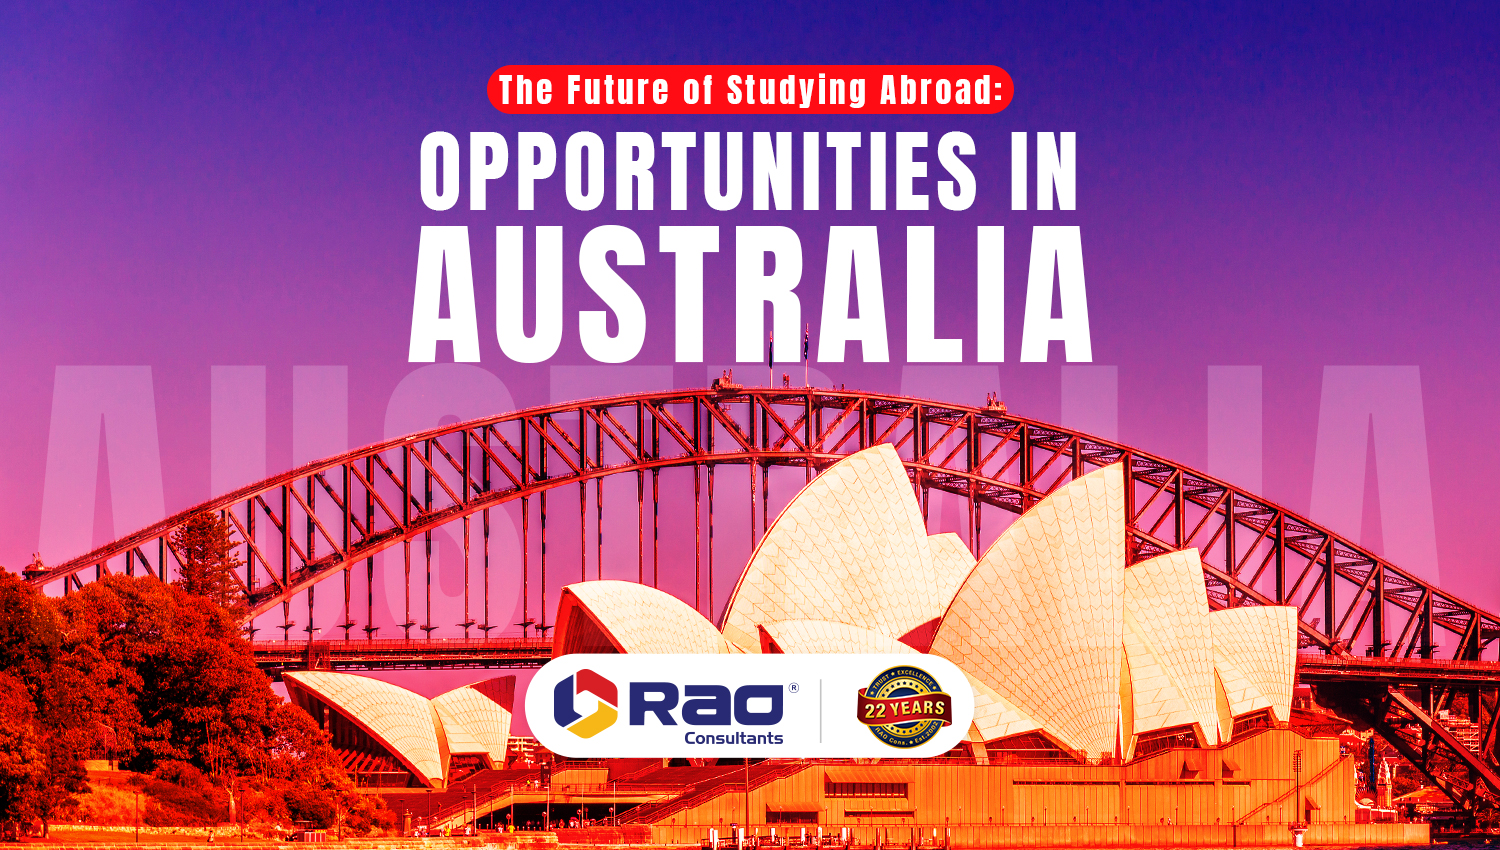 The Future of Studying Abroad:
OPPORTUNITIES IN
AUSTRALIA
AUSTRALIA
Rao ®
Consultants
TRUST ★ EXCELLENCE
22 YEARS
RAO Cons. ★ Est. 2002